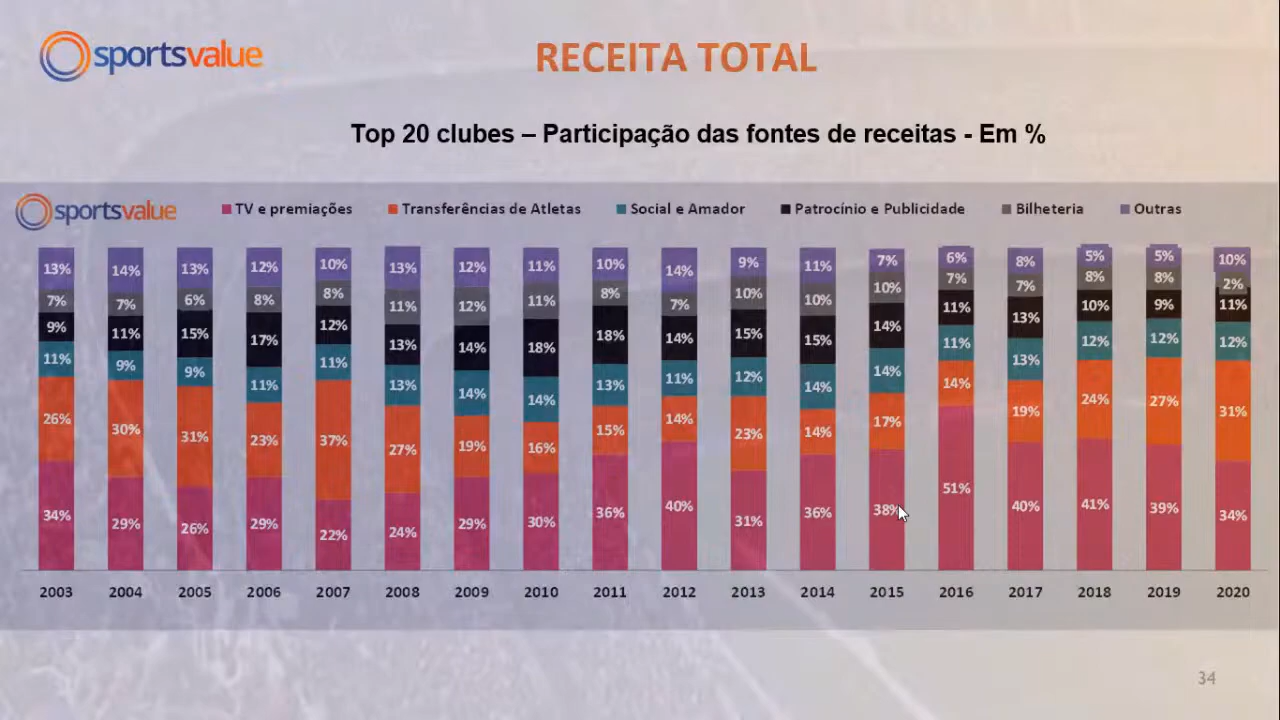 sportsvalue
RECEITA TOTAL
Top 20 clubes – Participação das fontes de receitas - Em %
sportsvalue
TV e premiações Transferências de Atletas Social e Amador Patrocínio e Publicidade Bilheteria Outras
13% 14% 13% 12% 10% 13% 12% 11% 10% 14% 9% 11% 7% 6% 8% 5% 5% 10%
7% 7% 6% 8% 8% 11% 12% 11% 8% 7% 10% 10% 10% 7% 7% 8% 8% 2%
9% 11% 15% 17% 12% 13% 14% 18% 18% 14% 15% 15% 14% 11% 13% 10% 9% 11%
11% 9% 9% 11% 11% 13% 14% 14% 13% 11% 12% 14% 14% 11% 13% 12% 12% 12%
26% 30% 31% 23% 37% 27% 19% 16% 15% 14% 23% 14% 17% 14% 19% 24% 27% 31%
34% 29% 26% 29% 22% 24% 29% 30% 36% 40% 31% 36% 38% 51% 40% 41% 39% 34%
2003 2004 2005 2006 2007 2008 2009 2010 2011 2012 2013 2014 2015 2016 2017 2018 2019 2020
34